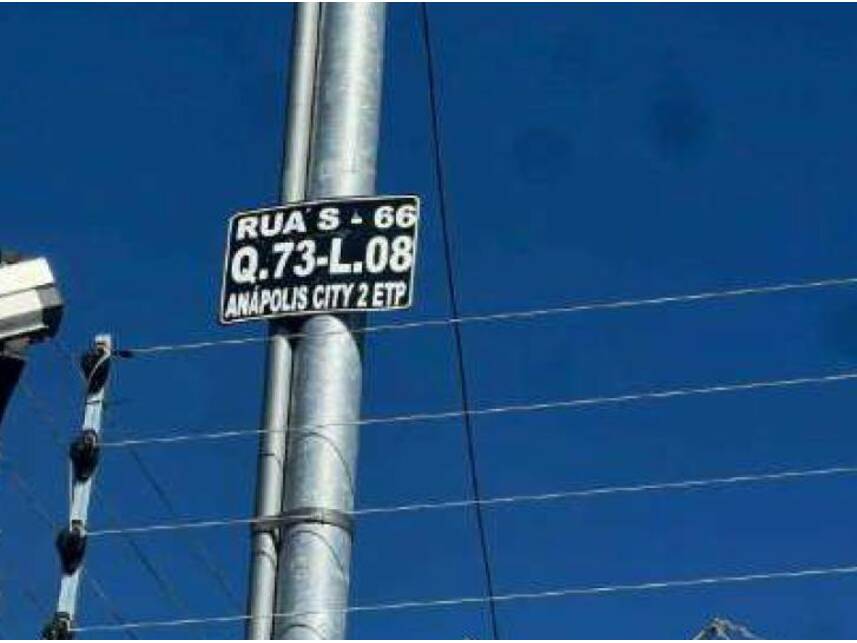 RUA S - 66
Q.73-L.08
ANÁPOLIS CITY 2 ETP